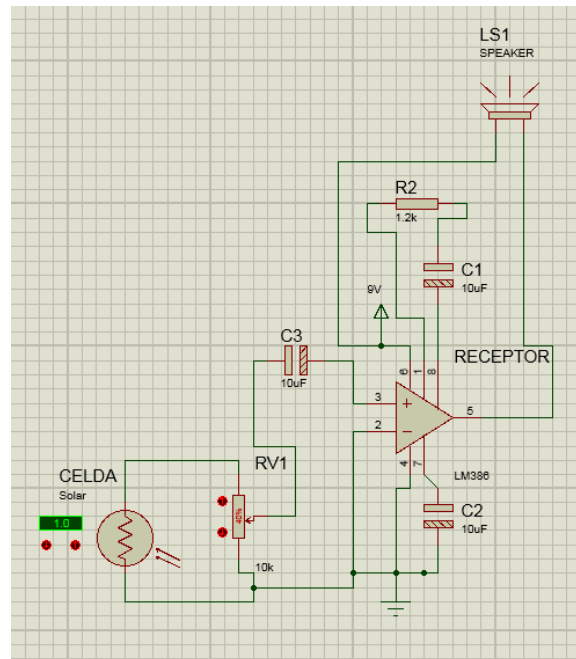 LS1
SPEAKER
R2
1.2k
C1
10uF
9V
C3
10uF
RECEPTOR
6
1
8
3
2
5
4
7
LM386
RV1
CELDA
Solar
40%
1.0
C2
10uF
10k